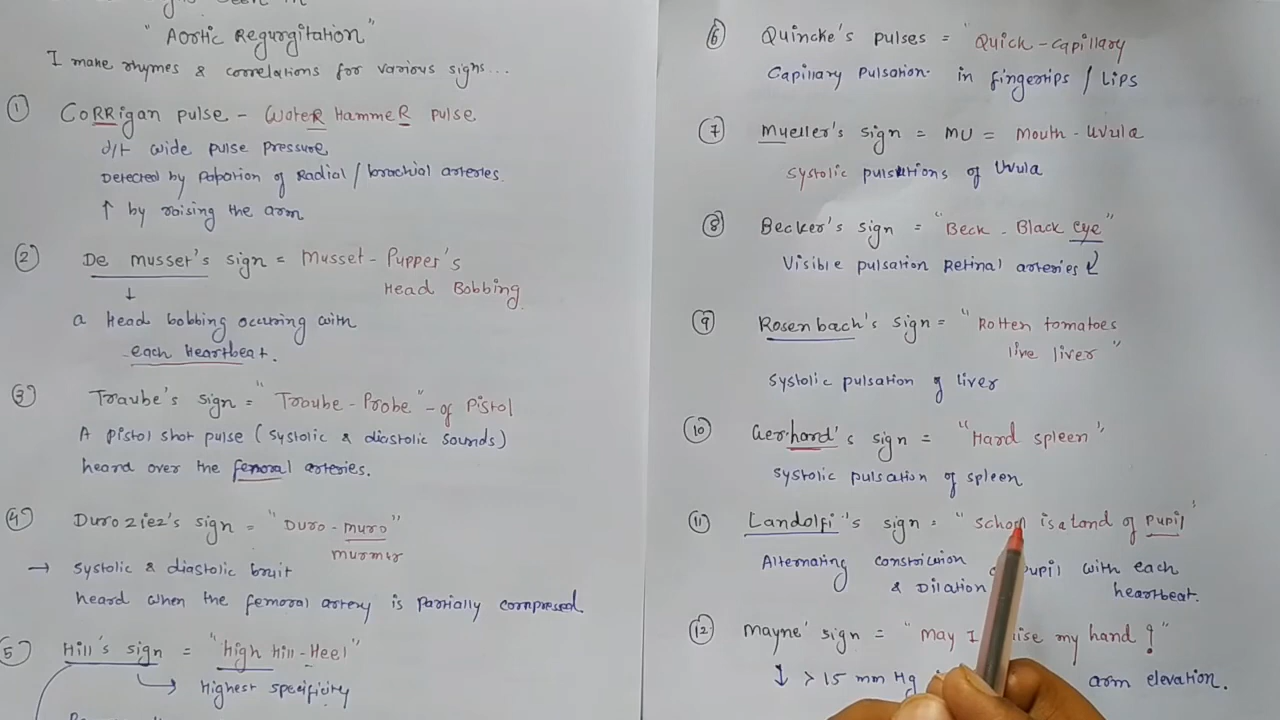 "Aortic Regurgitation"
I make rhymes & correlations for various signs...
① CoRRigan pulse - WateR HammeR pulse
d/t wide pulse pressure
Detected by palpation of Radial / brachial arteries.
↑ by raising the arm
② De musset's sign = Musset - Puppet's
Head Bobbing
↓
a Head bobbing occuring with
each Heartbeat.
③ Traube's sign = "Traube - Probe" - of Pistol
A pistol shot pulse (systolic & diastolic sounds)
heard over the femoral arteries.
④ Duroziez's sign = "Duro - muro"
murmur
→ systolic & diastolic bruit
heard when the femoral artery is partially compressed.
⑤ Hill's sign = "high hill - Heel"
→ Highest specificity
⑥ Quincke's pulses = "Quick - capillary
Capillary Pulsation. in fingertips / Lips
⑦ Mueller's sign = MU = Mouth - Uvula
systolic pulsations of Uvula
⑧ Becker's sign = "Beck - Black eye"
Visible pulsation Retinal arteries
⑨ Rosenbach's sign = "Rotten tomatoes
live liver"
systolic pulsation of liver
⑩ Gerhard's sign = "Hard spleen"
systolic pulsation of spleen
⑪ Landolfi's sign = " is a land of pupil"
Alternating constriction pupil with each
& Dilation heartbeat.
⑫ Mayne' sign = "May I my hand ?"
↓ > 15 mm Hg arm elevation.